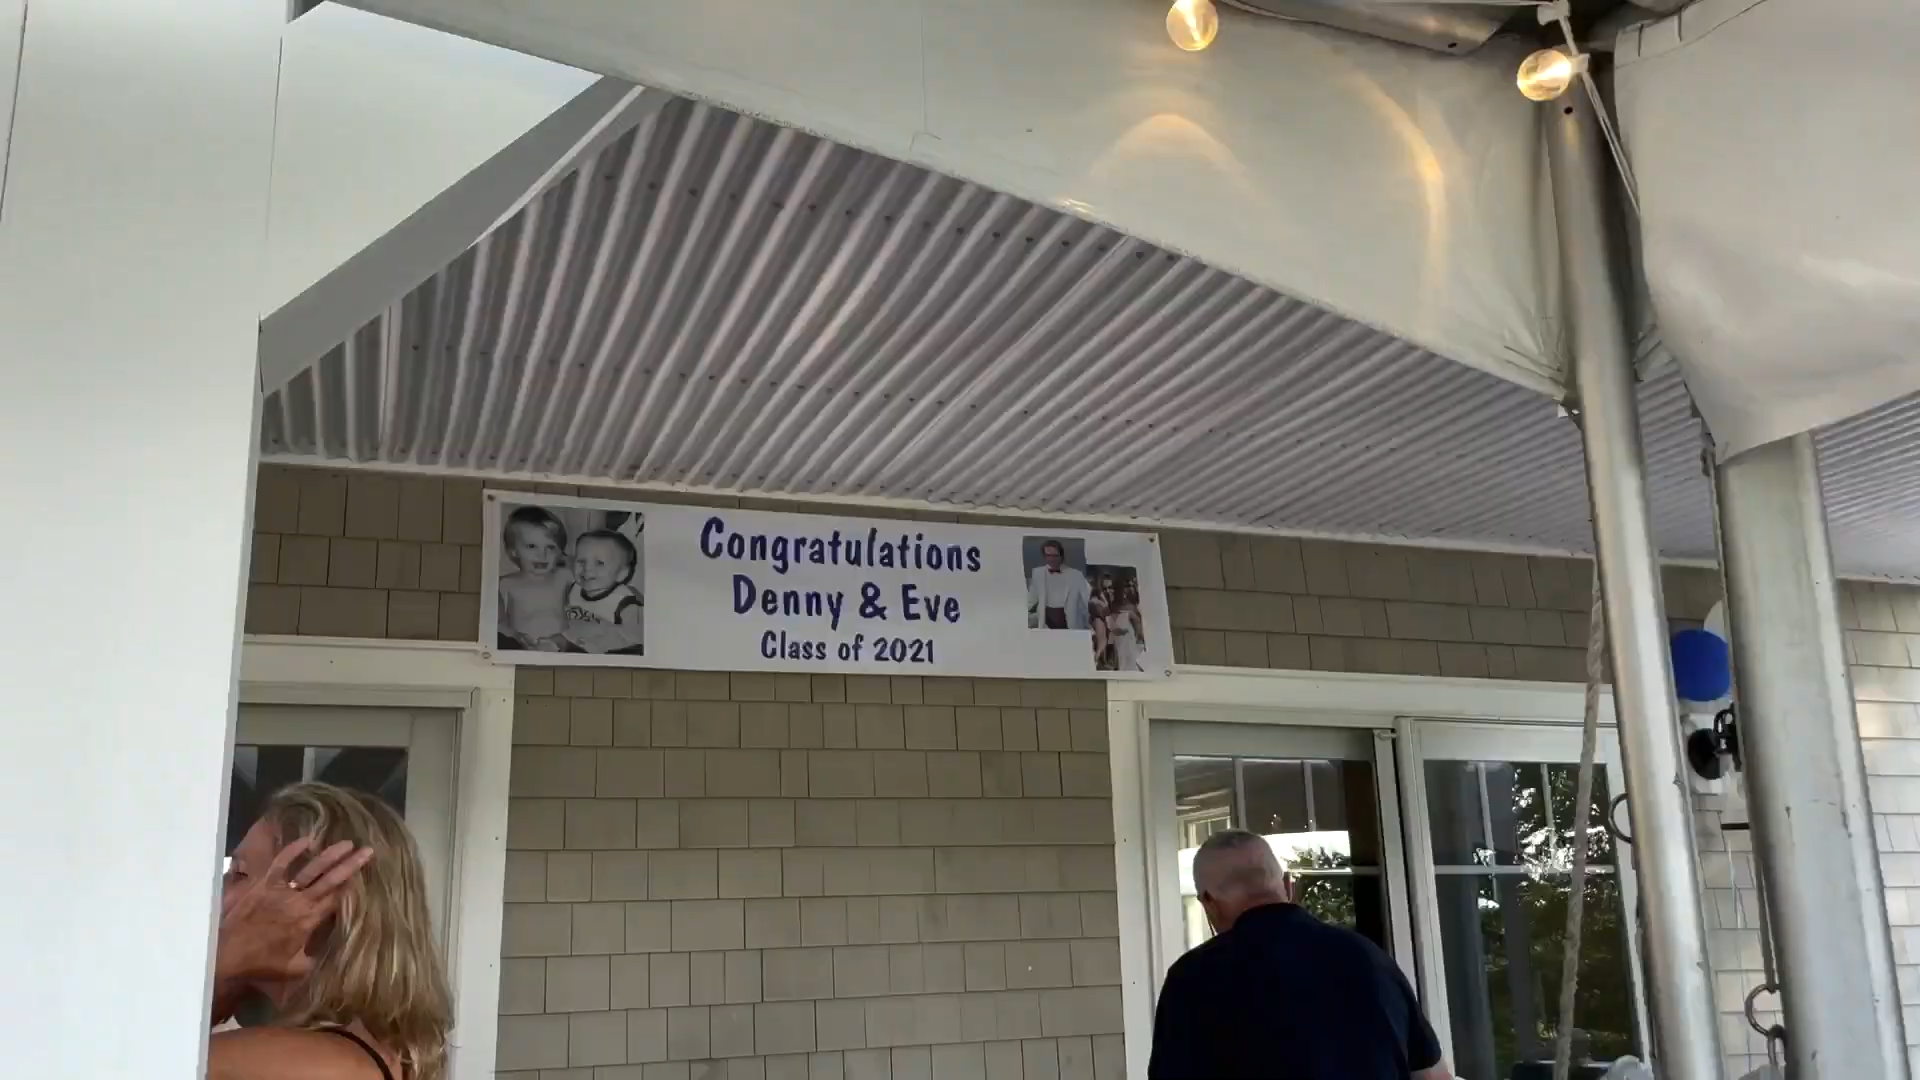 Congratulations
Denny & Eve
Class of 2021